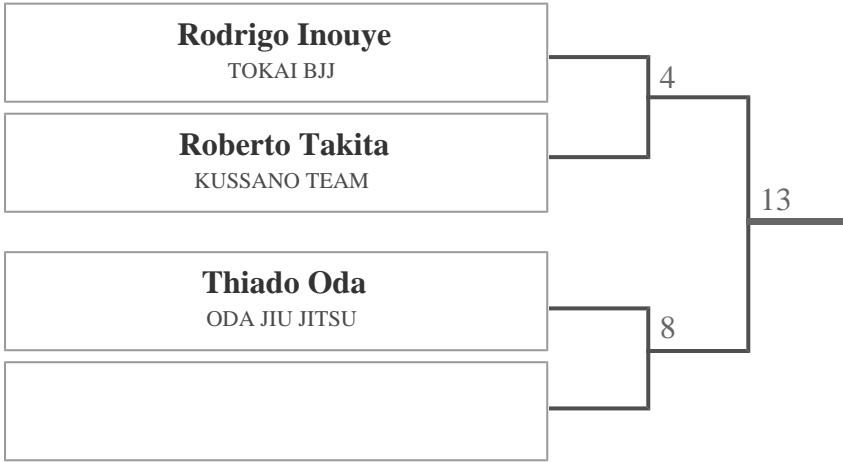 Rodrigo Inouye
TOKAI BJJ
4
Roberto Takita
KUSSANO TEAM
13
Thiado Oda
ODA JIU JITSU
8